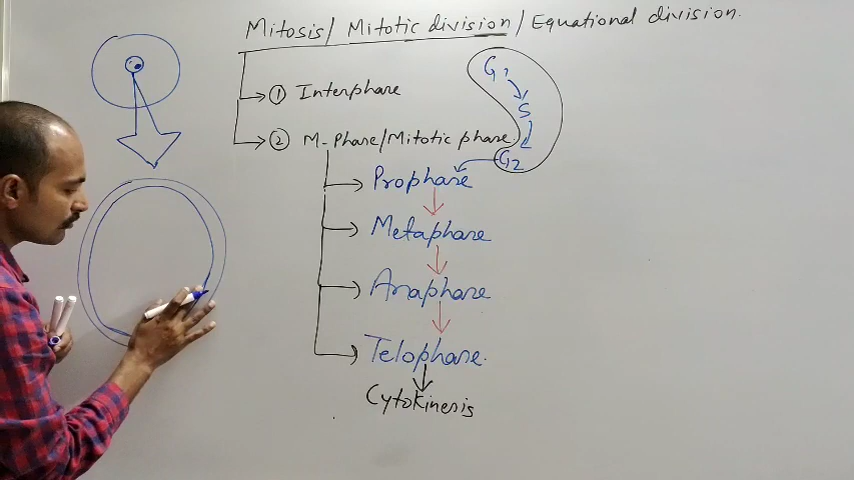 Mitosis/ Mitotic division/Equational division.
① Interphase
② M-Phase/Mitotic phase
G1
S
G2
Prophase
Metaphase
Anaphase
Telophase.
Cytokinesis